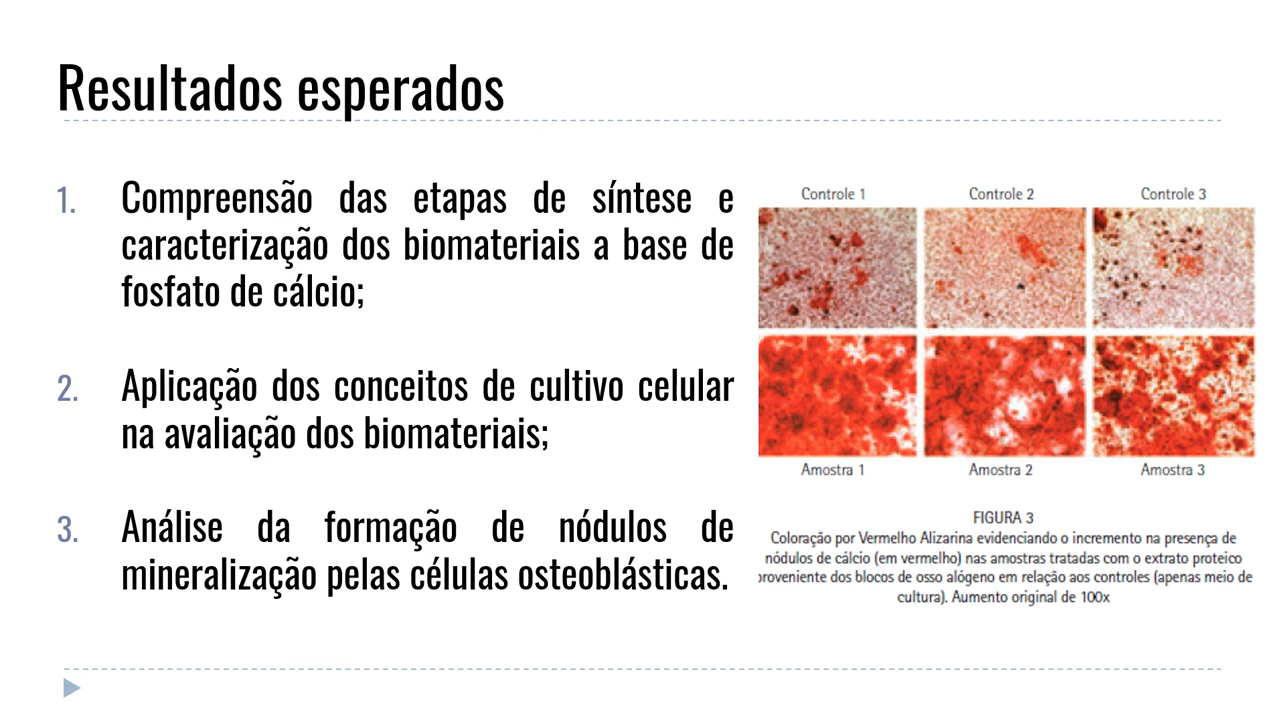 Resultados esperados
1. Compreensão das etapas de síntese e
caracterização dos biomateriais a base de
fosfato de cálcio;
2. Aplicação dos conceitos de cultivo celular
na avaliação dos biomateriais;
3. Análise da formação de nódulos de
mineralização pelas células osteoblásticas.
Controle 1 Controle 2 Controle 3
Amostra 1 Amostra 2 Amostra 3
FIGURA 3
Coloração por Vermelho Alizarina evidenciando o incremento na presença de
nódulos de cálcio (em vermelho) nas amostras tratadas com o extrato proteico
proveniente dos blocos de osso alógeno em relação aos controles (apenas meio de
cultura). Aumento original de 100x